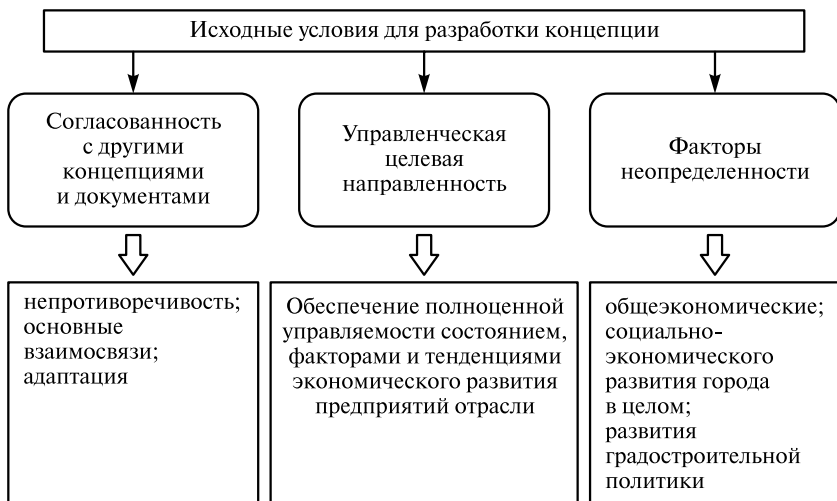 Исходные условия для разработки концепции
Согласованность
с другими
концепциями
и документами
Управленческая
целевая
направленность
Факторы
неопределенности
непротиворечивость;
основные
взаимосвязи;
адаптация
Обеспечение полноценной
управляемости состоянием,
факторами и тенденциями
экономического развития
предприятий отрасли
общеэкономические;
социально-
экономического
развития города
в целом;
развития
градостроительной
политики